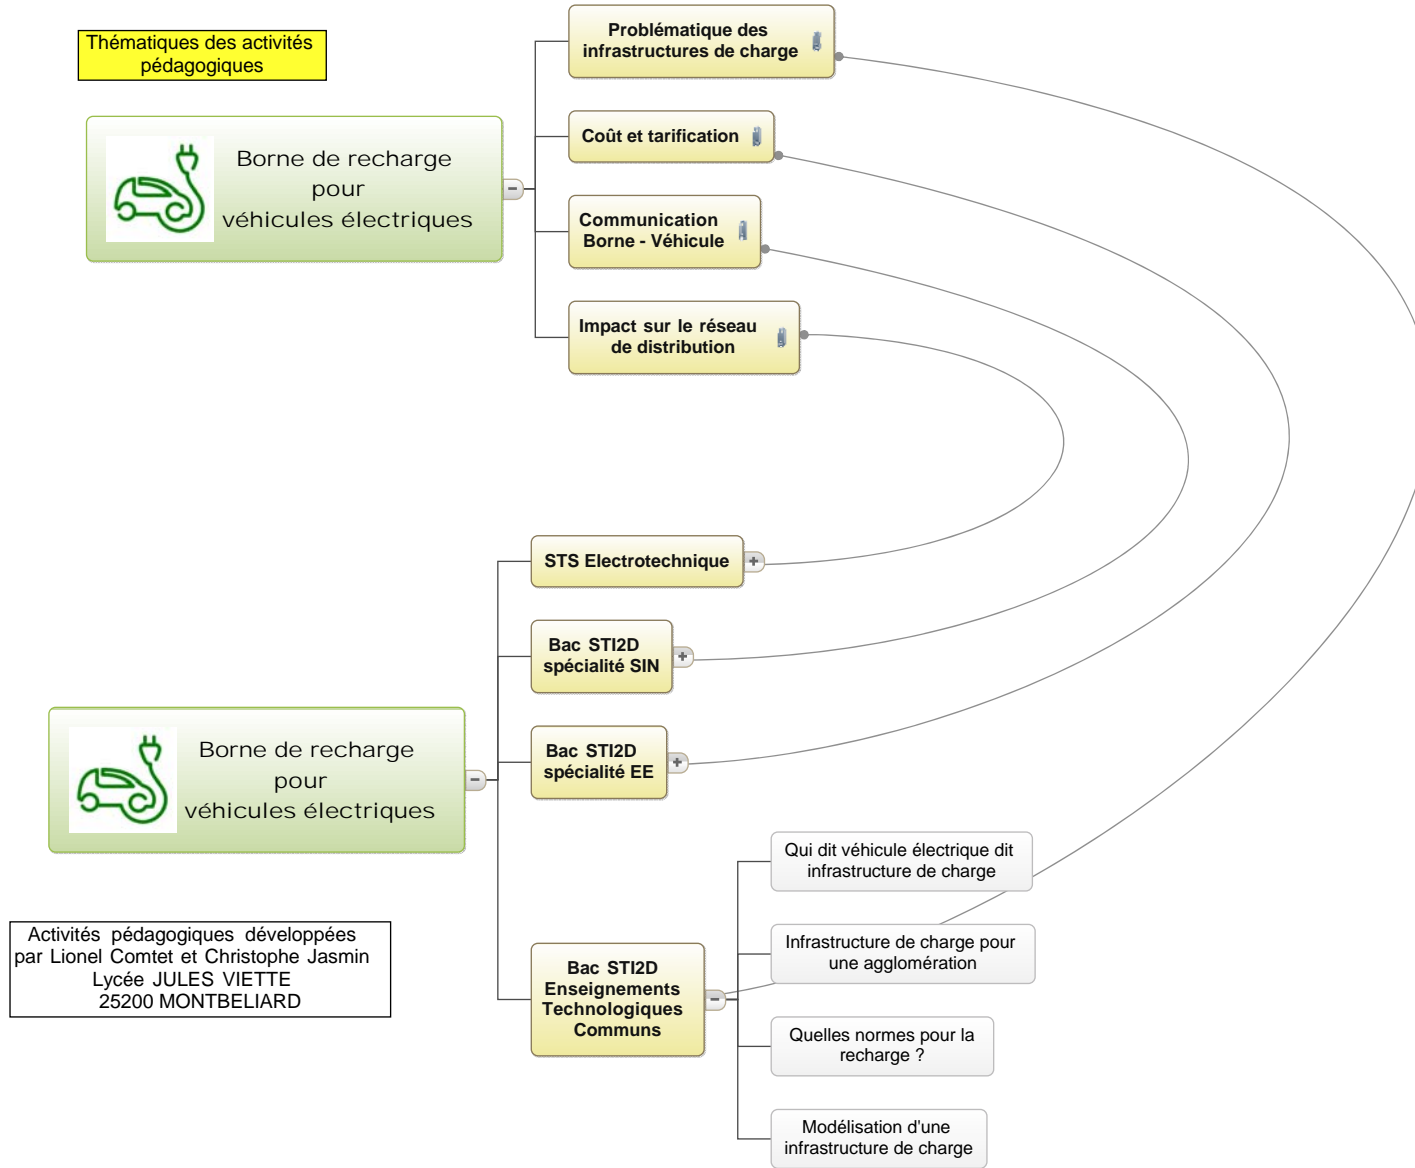 Thématiques des activités
pédagogiques
Borne de recharge
pour
véhicules électriques
Problématique des
infrastructures de charge
Coût et tarification
Communication
Borne - Véhicule
Impact sur le réseau
de distribution
Borne de recharge
pour
véhicules électriques
STS Electrotechnique
Bac STI2D
spécialité SIN
Bac STI2D
spécialité EE
Bac STI2D
Enseignements
Technologiques
Communs
Qui dit véhicule électrique dit
infrastructure de charge
Infrastructure de charge pour
une agglomération
Quelles normes pour la
recharge ?
Modélisation d'une
infrastructure de charge
Activités pédagogiques développées
par Lionel Comtet et Christophe Jasmin
Lycée JULES VIETTE
25200 MONTBELIARD